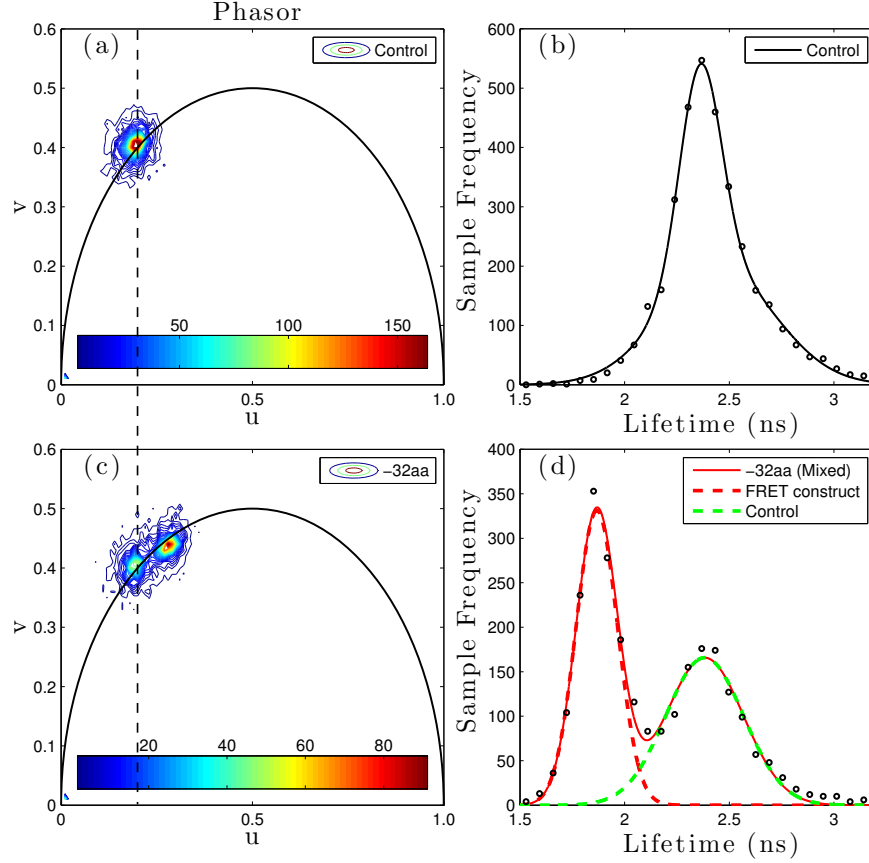 Phasor
(a)
Control
0.6
0.5
0.4
0.3
0.2
0.1
0
v
50 100 150
0 0.5 1.0
u
(b)
Control
600
500
400
300
200
100
0
Sample Frequency
1.5 2 2.5 3
Lifetime (ns)
(c)
−32aa
0.6
0.5
0.4
0.3
0.2
0.1
0
v
20 40 60 80
0 0.5 1.0
u
(d)
−32aa (Mixed)
FRET construct
Control
400
350
300
250
200
150
100
50
0
Sample Frequency
1.5 2 2.5 3
Lifetime (ns)